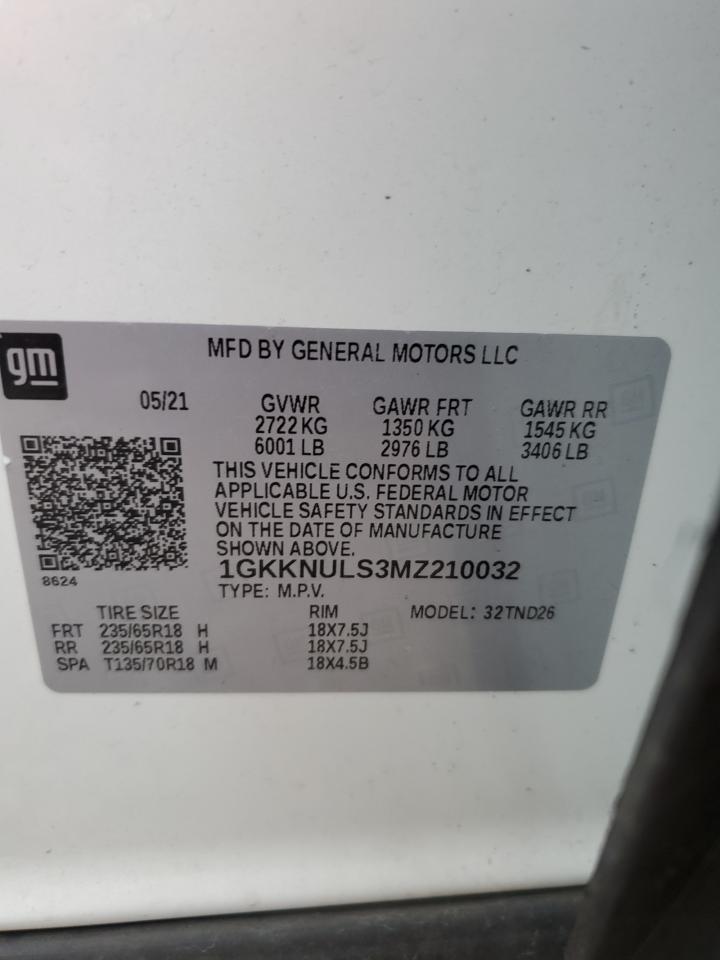 gm
MFD BY GENERAL MOTORS LLC
05/21 GVWR GAWR FRT GAWR RR
2722 KG 1350 KG 1545 KG
6001 LB 2976 LB 3406 LB
THIS VEHICLE CONFORMS TO ALL
APPLICABLE U.S. FEDERAL MOTOR
VEHICLE SAFETY STANDARDS IN EFFECT
ON THE DATE OF MANUFACTURE
SHOWN ABOVE.
8624
1GKKNULS3MZ210032
TYPE: M.P.V.
TIRE SIZE RIM MODEL: 32TND26
FRT 235/65R18 H 18X7.5J
RR 235/65R18 H 18X7.5J
SPA T135/70R18 M 18X4.5B